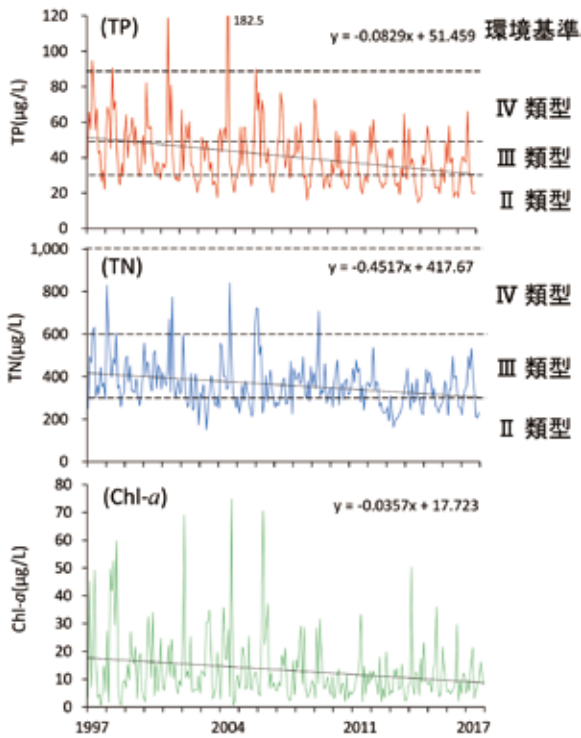 (TP)
182.5
y = -0.0829x + 51.459
環境基準
120
100
80
60
40
20
0
TP(μg/L)
Ⅳ 類型
Ⅲ 類型
Ⅱ 類型
(TN)
y = -0.4517x + 417.67
1,000
800
600
400
200
0
TN(μg/L)
Ⅳ 類型
Ⅲ 類型
Ⅱ 類型
(Chl-a)
y = -0.0357x + 17.723
80
70
60
50
40
30
20
10
0
Chl-a(μg/L)
1997
2004
2011
2017